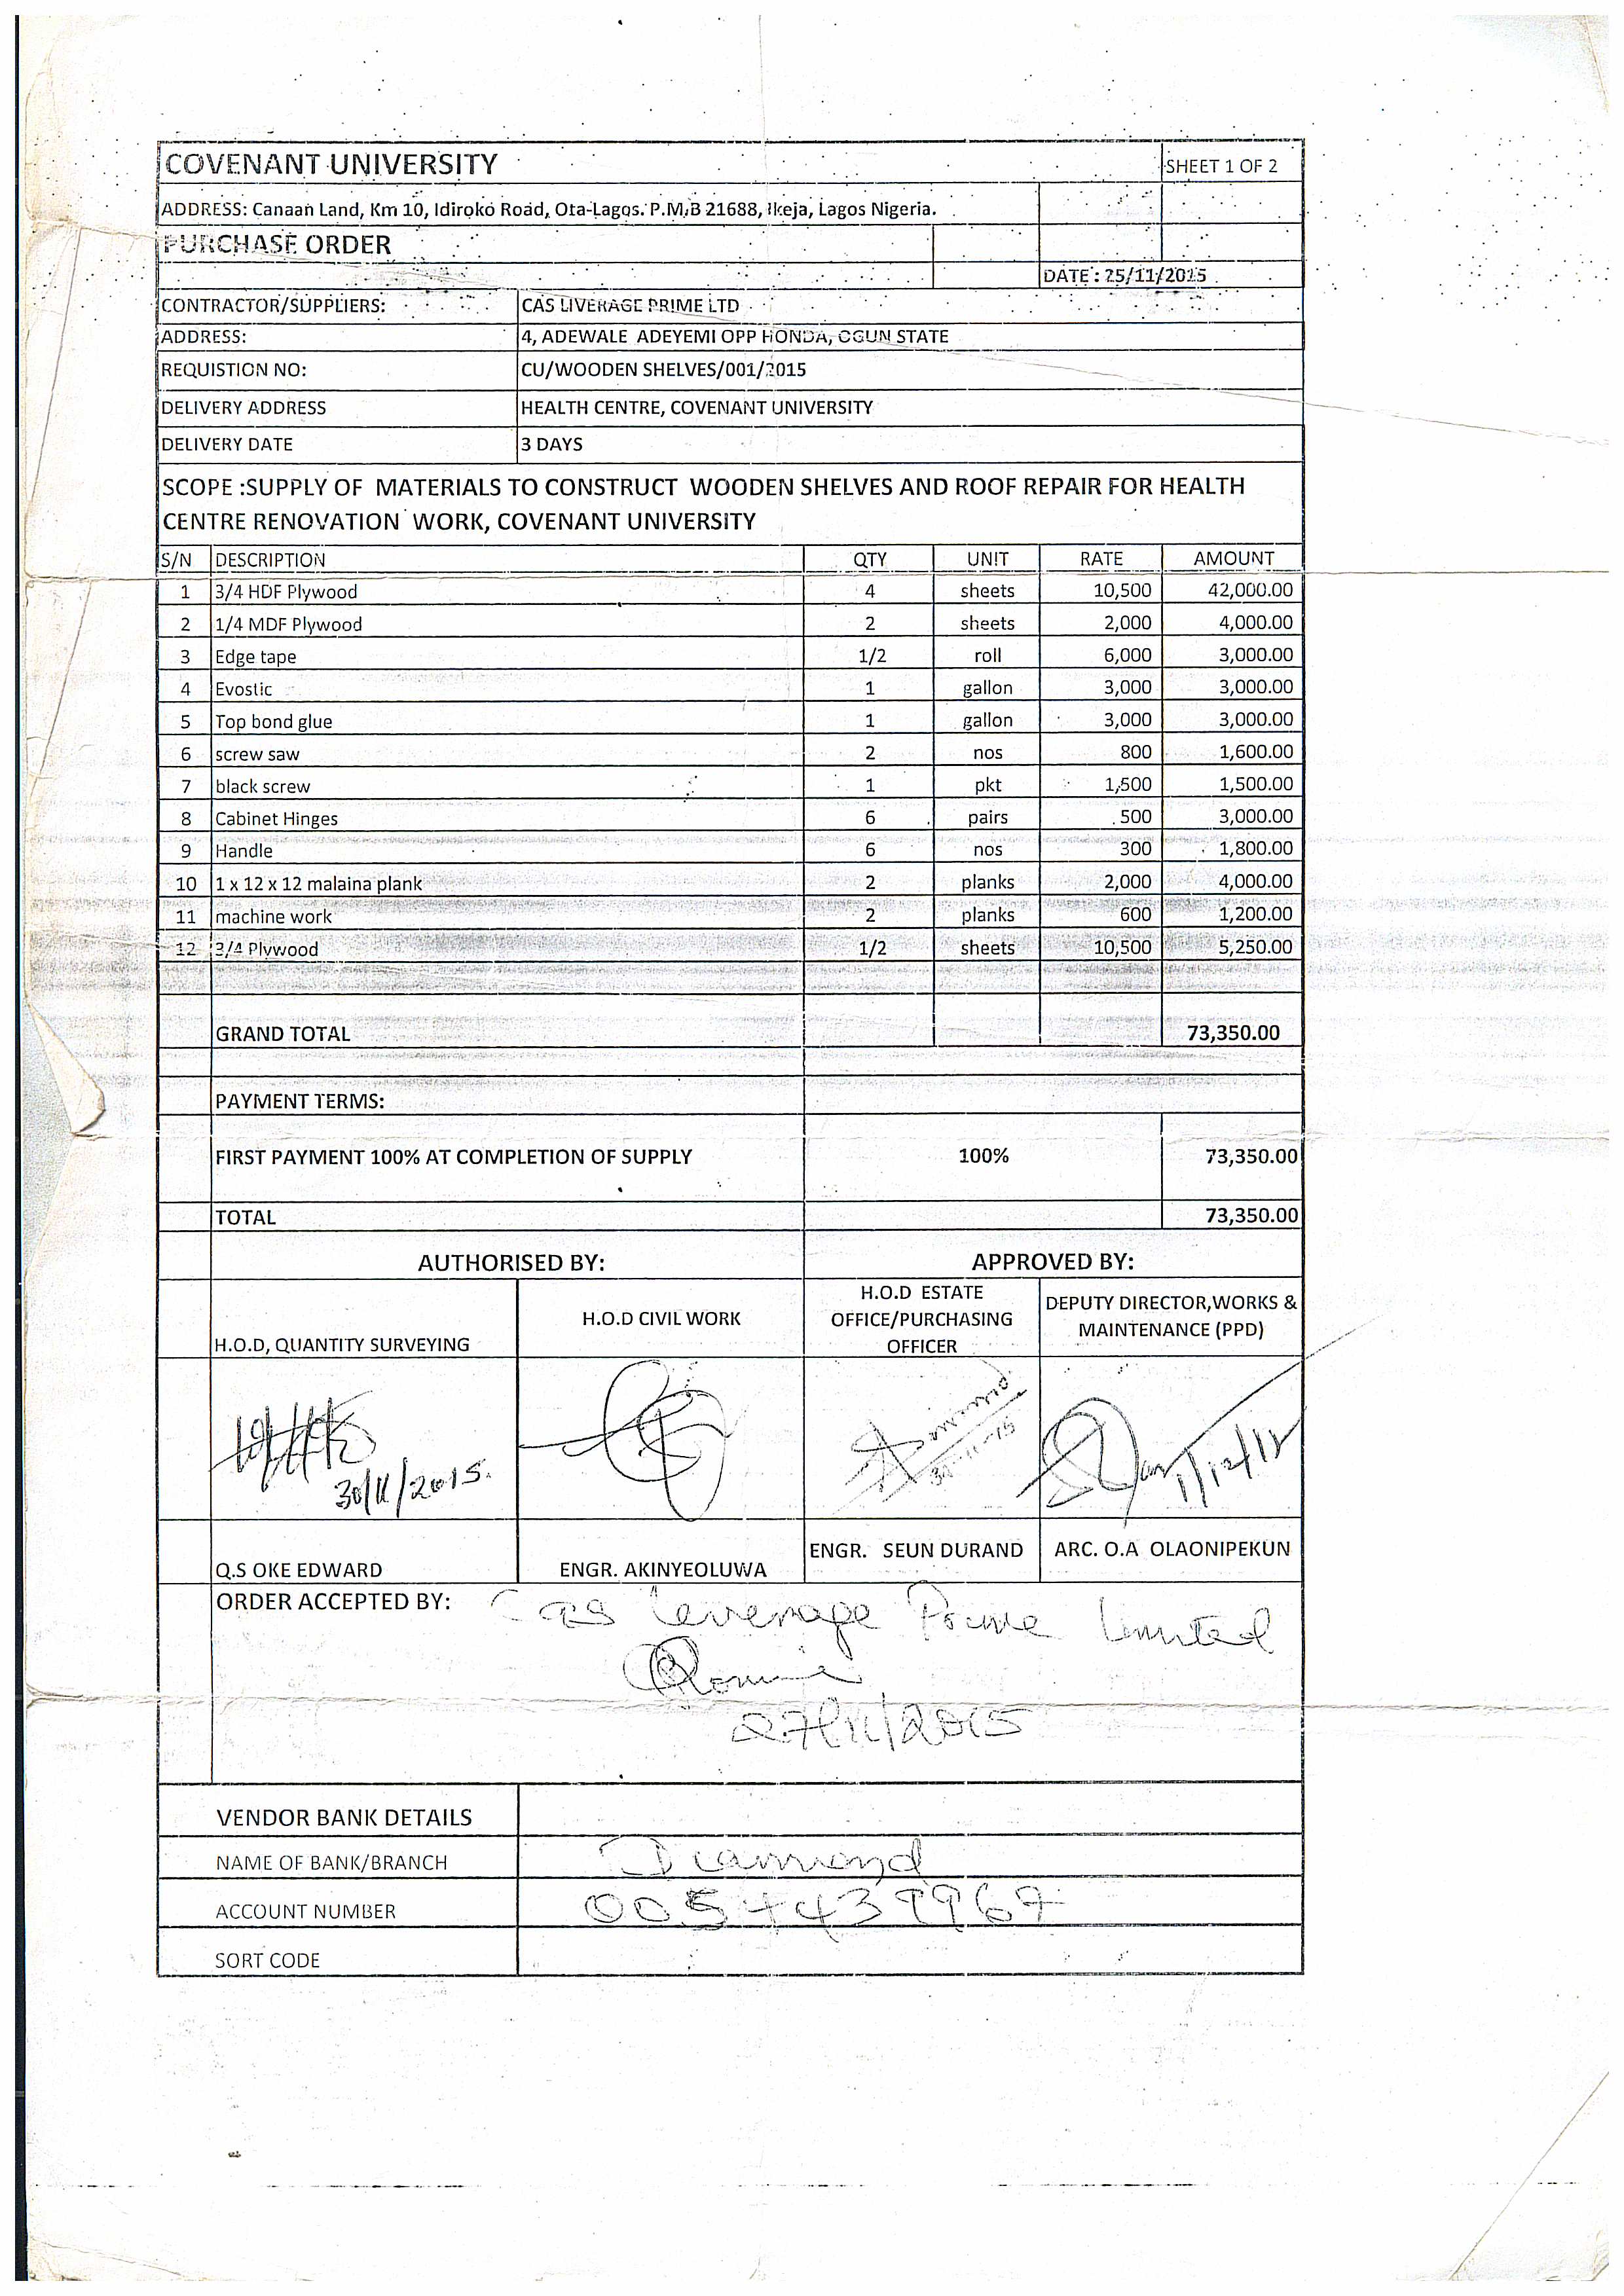 COVENANT UNIVERSITY SHEET 1 OF 2
ADDRESS: Canaan Land, Km 10, Idiroko Road, Ota-Lagos. P.M.B 21688, Ikeja, Lagos Nigeria.
PURCHASE ORDER
DATE : 25/11/2015
CONTRACTOR/SUPPLIERS: CAS LIVERAGE PRIME LTD
ADDRESS: 4, ADEWALE ADEYEMI OPP HONDA, OGUN STATE
REQUISTION NO: CU/WOODEN SHELVES/001/2015
DELIVERY ADDRESS HEALTH CENTRE, COVENANT UNIVERSITY
DELIVERY DATE 3 DAYS
SCOPE :SUPPLY OF MATERIALS TO CONSTRUCT WOODEN SHELVES AND ROOF REPAIR FOR HEALTH
CENTRE RENOVATION WORK, COVENANT UNIVERSITY
S/N DESCRIPTION QTY UNIT RATE AMOUNT
1 3/4 HDF Plywood 4 sheets 10,500 42,000.00
2 1/4 MDF Plywood 2 sheets 2,000 4,000.00
3 Edge tape 1/2 roll 6,000 3,000.00
4 Evostic 1 gallon 3,000 3,000.00
5 Top bond glue 1 gallon 3,000 3,000.00
6 screw saw 2 nos 800 1,600.00
7 black screw 1 pkt 1,500 1,500.00
8 Cabinet Hinges 6 pairs 500 3,000.00
9 Handle 6 nos 300 1,800.00
10 1 x 12 x 12 malaina plank 2 planks 2,000 4,000.00
11 machine work 2 planks 600 1,200.00
12 3/4 Plywood 1/2 sheets 10,500 5,250.00
GRAND TOTAL 73,350.00
PAYMENT TERMS:
FIRST PAYMENT 100% AT COMPLETION OF SUPPLY 100% 73,350.00
TOTAL 73,350.00
AUTHORISED BY: APPROVED BY:
H.O.D, QUANTITY SURVEYING
H.O.D CIVIL WORK
H.O.D ESTATE
OFFICE/PURCHASING
OFFICER
DEPUTY DIRECTOR,WORKS &
MAINTENANCE (PPD)
30/11/2015.
30-11-15
Q.S OKE EDWARD ENGR. AKINYEOLUWA ENGR. SEUN DURAND ARC. O.A OLAONIPEKUN
ORDER ACCEPTED BY: Cas leverage Prime Limited
27/11/2015
VENDOR BANK DETAILS
NAME OF BANK/BRANCH Diamond
ACCOUNT NUMBER 0054439967
SORT CODE